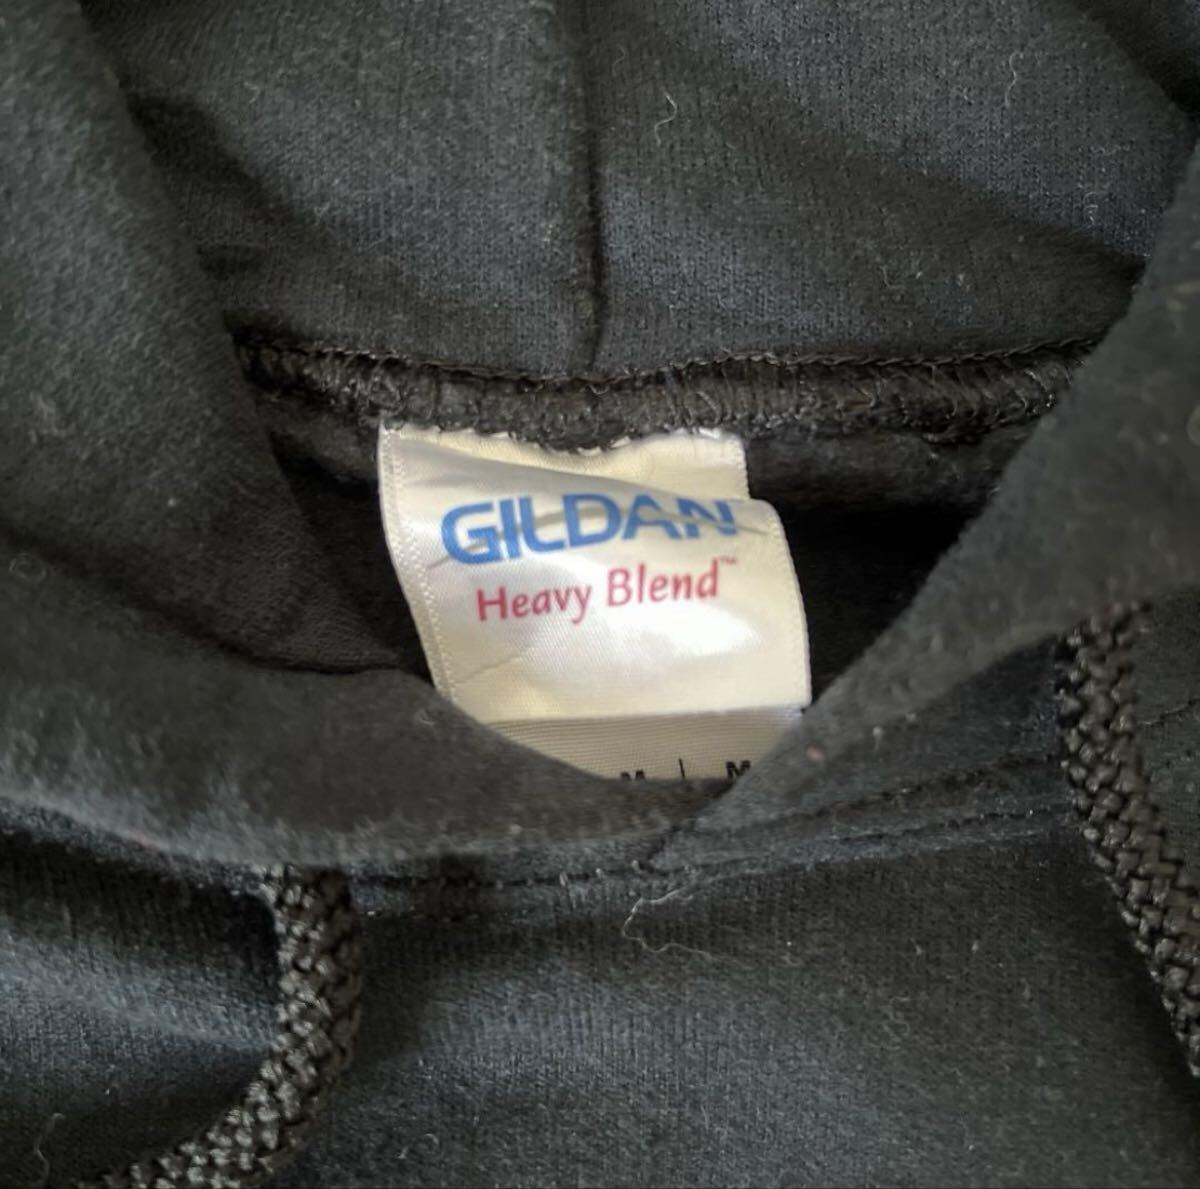 GILDAN
Heavy Blend™
M | M